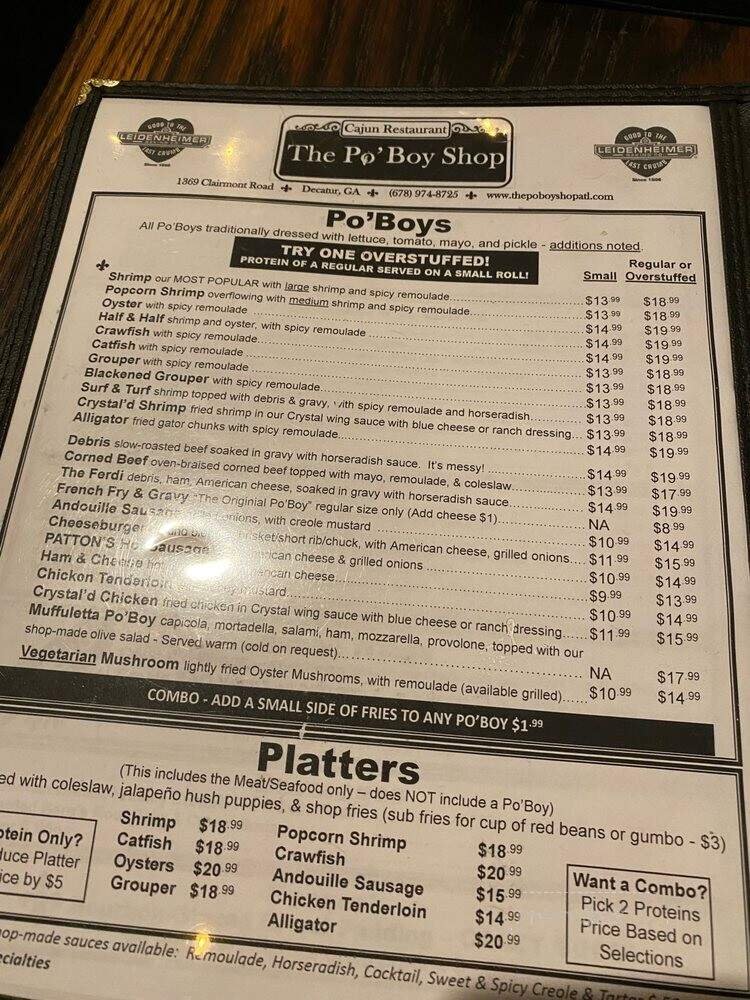 GOOD TO THE
LEIDENHEIMER
LAST CRUMB
Since 1896
Cajun Restaurant
The Po' Boy Shop
GOOD TO THE
LEIDENHEIMER
LAST CRUMB
Since 1896
1369 Clairmont Road Decatur, GA (678) 974-8725 www.thepoboyshopatl.com
Po'Boys
All Po'Boys traditionally dressed with lettuce, tomato, mayo, and pickle - additions noted.
TRY ONE OVERSTUFFED!
PROTEIN OF A REGULAR SERVED ON A SMALL ROLL!
Regular or
Small Overstuffed
Shrimp our MOST POPULAR with large shrimp and spicy remoulade $13.99 $18.99
Popcorn Shrimp overflowing with medium shrimp and spicy remoulade $13.99 $18.99
Oyster with spicy remoulade $14.99 $19.99
Half & Half shrimp and oyster, with spicy remoulade $14.99 $19.99
Crawfish with spicy remoulade $14.99 $19.99
Catfish with spicy remoulade $13.99 $18.99
Grouper with spicy remoulade $13.99 $18.99
Blackened Grouper with spicy remoulade $13.99 $18.99
Surf & Turf shrimp topped with debris & gravy, with spicy remoulade and horseradish $13.99 $18.99
Crystal'd Shrimp fried shrimp in our Crystal wing sauce with blue cheese or ranch dressing $13.99 $18.99
Alligator fried gator chunks with spicy remoulade $14.99 $19.99
Debris slow-roasted beef soaked in gravy with horseradish sauce. It's messy! $14.99 $19.99
Corned Beef oven-braised corned beef topped with mayo, remoulade, & coleslaw $13.99 $17.99
The Ferdi debris, ham, American cheese, soaked in gravy with horseradish sauce $14.99 $19.99
French Fry & Gravy "The Originial Po'Boy" regular size only (Add cheese $1) NA $8.99
Andouille Sausage onions, with creole mustard $10.99 $14.99
Cheeseburger brisket/short rib/chuck, with American cheese, grilled onions $11.99 $15.99
PATTON'S Hot Sausage American cheese & grilled onions $10.99 $14.99
Ham & Cheese American cheese $9.99 $13.99
Chicken Tenderloin mustard $10.99 $14.99
Crystal'd Chicken fried chicken in Crystal wing sauce with blue cheese or ranch dressing $11.99 $15.99
Muffuletta Po'Boy capicola, mortadella, salami, ham, mozzarella, provolone, topped with our
shop-made olive salad - Served warm (cold on request) NA $17.99
Vegetarian Mushroom lightly fried Oyster Mushrooms, with remoulade (available grilled) $10.99 $14.99
COMBO - ADD A SMALL SIDE OF FRIES TO ANY PO'BOY $1.99
Platters
(This includes the Meat/Seafood only – does NOT include a Po'Boy)
ed with coleslaw, jalapeño hush puppies, & shop fries (sub fries for cup of red beans or gumbo - $3)
otein Only?
duce Platter
ice by $5
Shrimp $18.99
Catfish $18.99
Oysters $20.99
Grouper $18.99
Popcorn Shrimp $18.99
Crawfish $20.99
Andouille Sausage $15.99
Chicken Tenderloin $14.99
Alligator $20.99
Want a Combo?
Pick 2 Proteins
Price Based on
Selections
op-made sauces available: Remoulade, Horseradish, Cocktail, Sweet & Spicy Creole &
ecialties